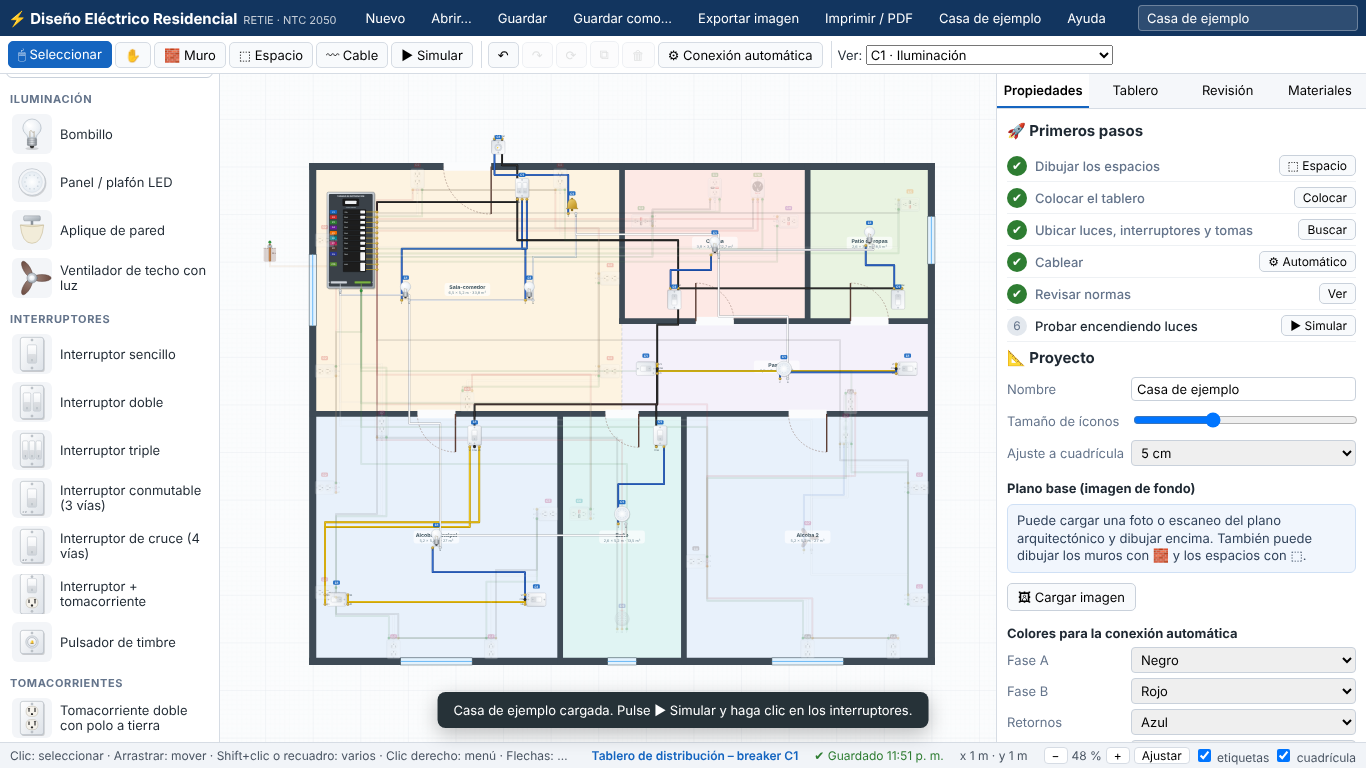 ⚡ Diseño Eléctrico Residencial RETIE · NTC 2050
Nuevo
Abrir...
Guardar
Guardar como...
Exportar imagen
Imprimir / PDF
Casa de ejemplo
Ayuda
Casa de ejemplo
Seleccionar
Muro
Espacio
Cable
▶ Simular
⚙ Conexión automática
Ver:
C1 · Iluminación
ILUMINACIÓN
Bombillo
Panel / plafón LED
Aplique de pared
Ventilador de techo con
luz
INTERRUPTORES
Interruptor sencillo
Interruptor doble
Interruptor triple
Interruptor conmutable
(3 vías)
Interruptor de cruce (4
vías)
Interruptor +
tomacorriente
Pulsador de timbre
TOMACORRIENTES
Tomacorriente doble
con polo a tierra
Sala-comedor
Alcoba 2
Casa de ejemplo cargada. Pulse ▶ Simular y haga clic en los interruptores.
Propiedades
Tablero
Revisión
Materiales
🚀 Primeros pasos
✔ Dibujar los espacios
Espacio
✔ Colocar el tablero
Colocar
✔ Ubicar luces, interruptores y tomas
Buscar
✔ Cablear
⚙ Automático
✔ Revisar normas
Ver
6 Probar encendiendo luces
▶ Simular
📐 Proyecto
Nombre
Casa de ejemplo
Tamaño de íconos
Ajuste a cuadrícula
5 cm
Plano base (imagen de fondo)
Puede cargar una foto o escaneo del plano
arquitectónico y dibujar encima. También puede
dibujar los muros con 🧱 y los espacios con ⬚.
🖼 Cargar imagen
Colores para la conexión automática
Fase A
Negro
Fase B
Rojo
Retornos
Azul
Clic: seleccionar · Arrastrar: mover · Shift+clic o recuadro: varios · Clic derecho: menú · Flechas: ...
Tablero de distribución – breaker C1
✔ Guardado 11:51 p. m.
x 1 m · y 1 m
−
48 %
+
Ajustar
etiquetas
cuadrícula